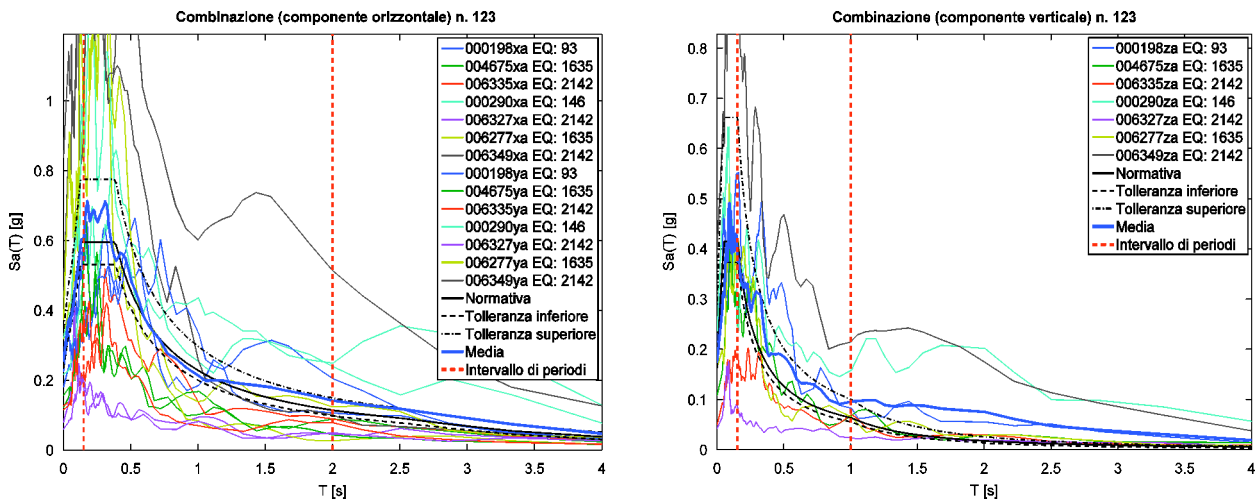 Combinazione (componente orizzontale) n. 123
Sa(T) [g]
1
0.8
0.6
0.4
0.2
0
0 0.5 1 1.5 2 2.5 3 3.5 4
T [s]
000198xa EQ: 93
004675xa EQ: 1635
006335xa EQ: 2142
000290xa EQ: 146
006327xa EQ: 2142
006277xa EQ: 1635
006349xa EQ: 2142
000198ya EQ: 93
004675ya EQ: 1635
006335ya EQ: 2142
000290ya EQ: 146
006327ya EQ: 2142
006277ya EQ: 1635
006349ya EQ: 2142
Normativa
Tolleranza inferiore
Tolleranza superiore
Media
Intervallo di periodi
Combinazione (componente verticale) n. 123
Sa(T) [g]
0.8
0.7
0.6
0.5
0.4
0.3
0.2
0.1
0
0 0.5 1 1.5 2 2.5 3 3.5 4
T [s]
000198za EQ: 93
004675za EQ: 1635
006335za EQ: 2142
000290za EQ: 146
006327za EQ: 2142
006277za EQ: 1635
006349za EQ: 2142
Normativa
Tolleranza inferiore
Tolleranza superiore
Media
Intervallo di periodi